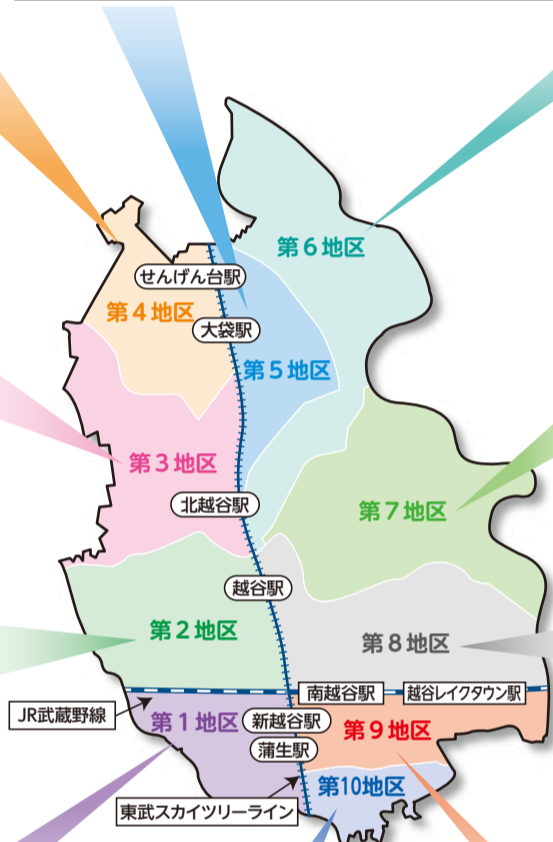 第6地区
せんげん台駅
第4地区
大袋駅
第5地区
第3地区
北越谷駅
第7地区
越谷駅
第2地区
第8地区
南越谷駅
越谷レイクタウン駅
JR武蔵野線
第1地区
新越谷駅
第9地区
蒲生駅
第10地区
東武スカイツリーライン